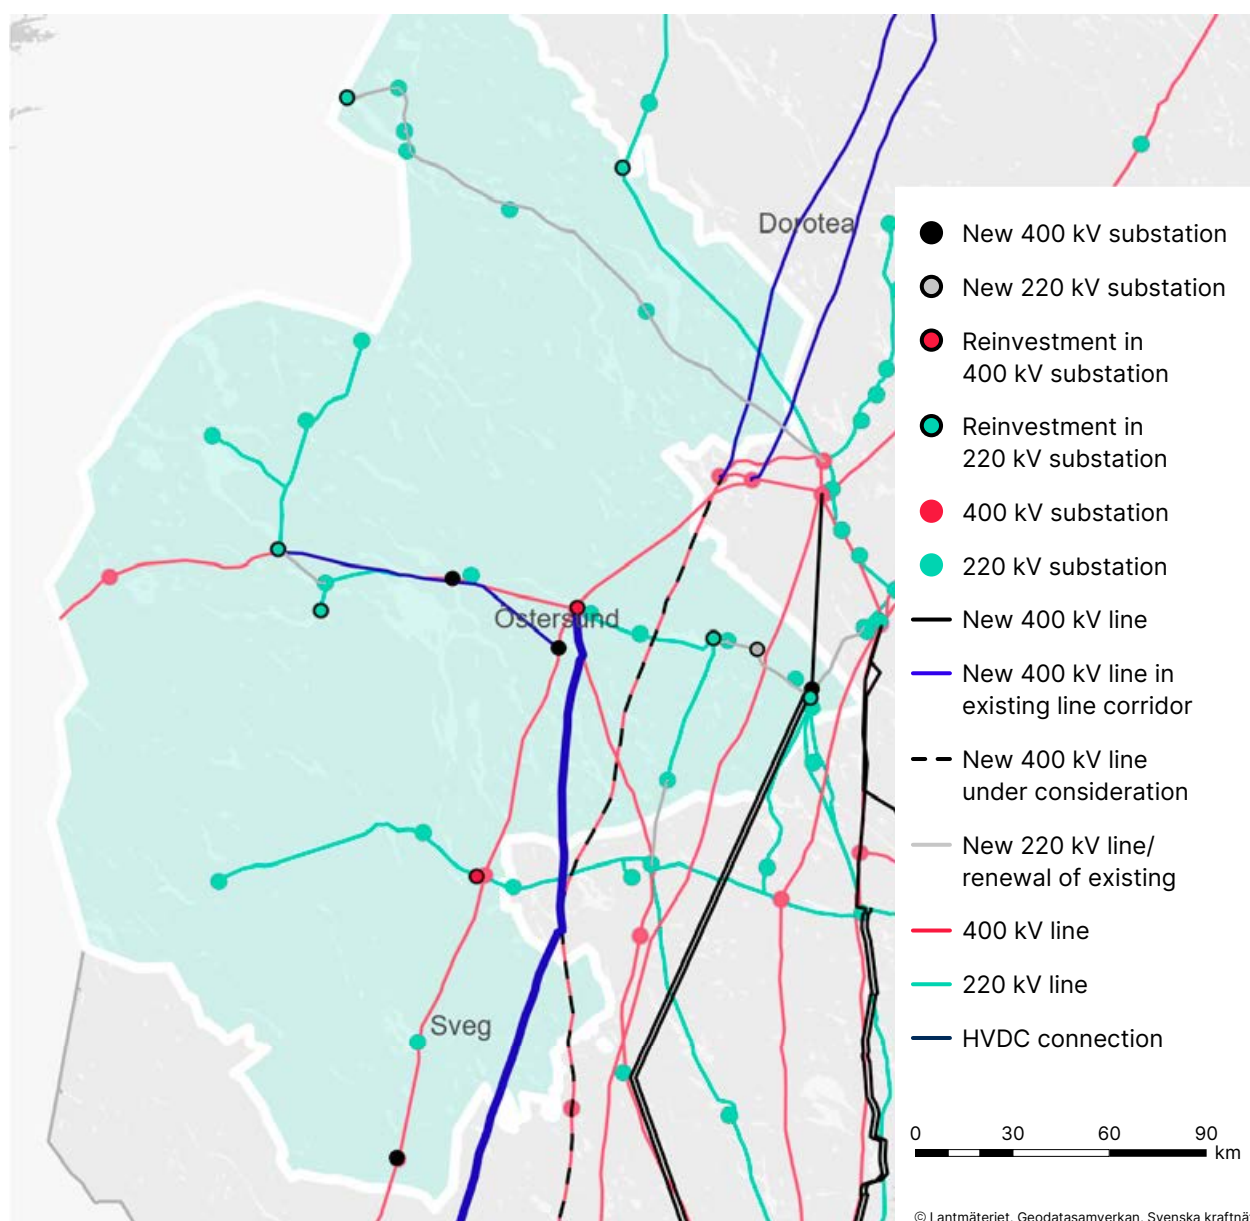 Dorotea
Östersund
Sveg
New 400 kV substation
New 220 kV substation
Reinvestment in
400 kV substation
Reinvestment in
220 kV substation
400 kV substation
220 kV substation
New 400 kV line
New 400 kV line in
existing line corridor
New 400 kV line
under consideration
New 220 kV line/
renewal of existing
400 kV line
220 kV line
HVDC connection
0 30 60 90
km
© Lantmäteriet, Geodatasamverkan, Svenska kraftnä